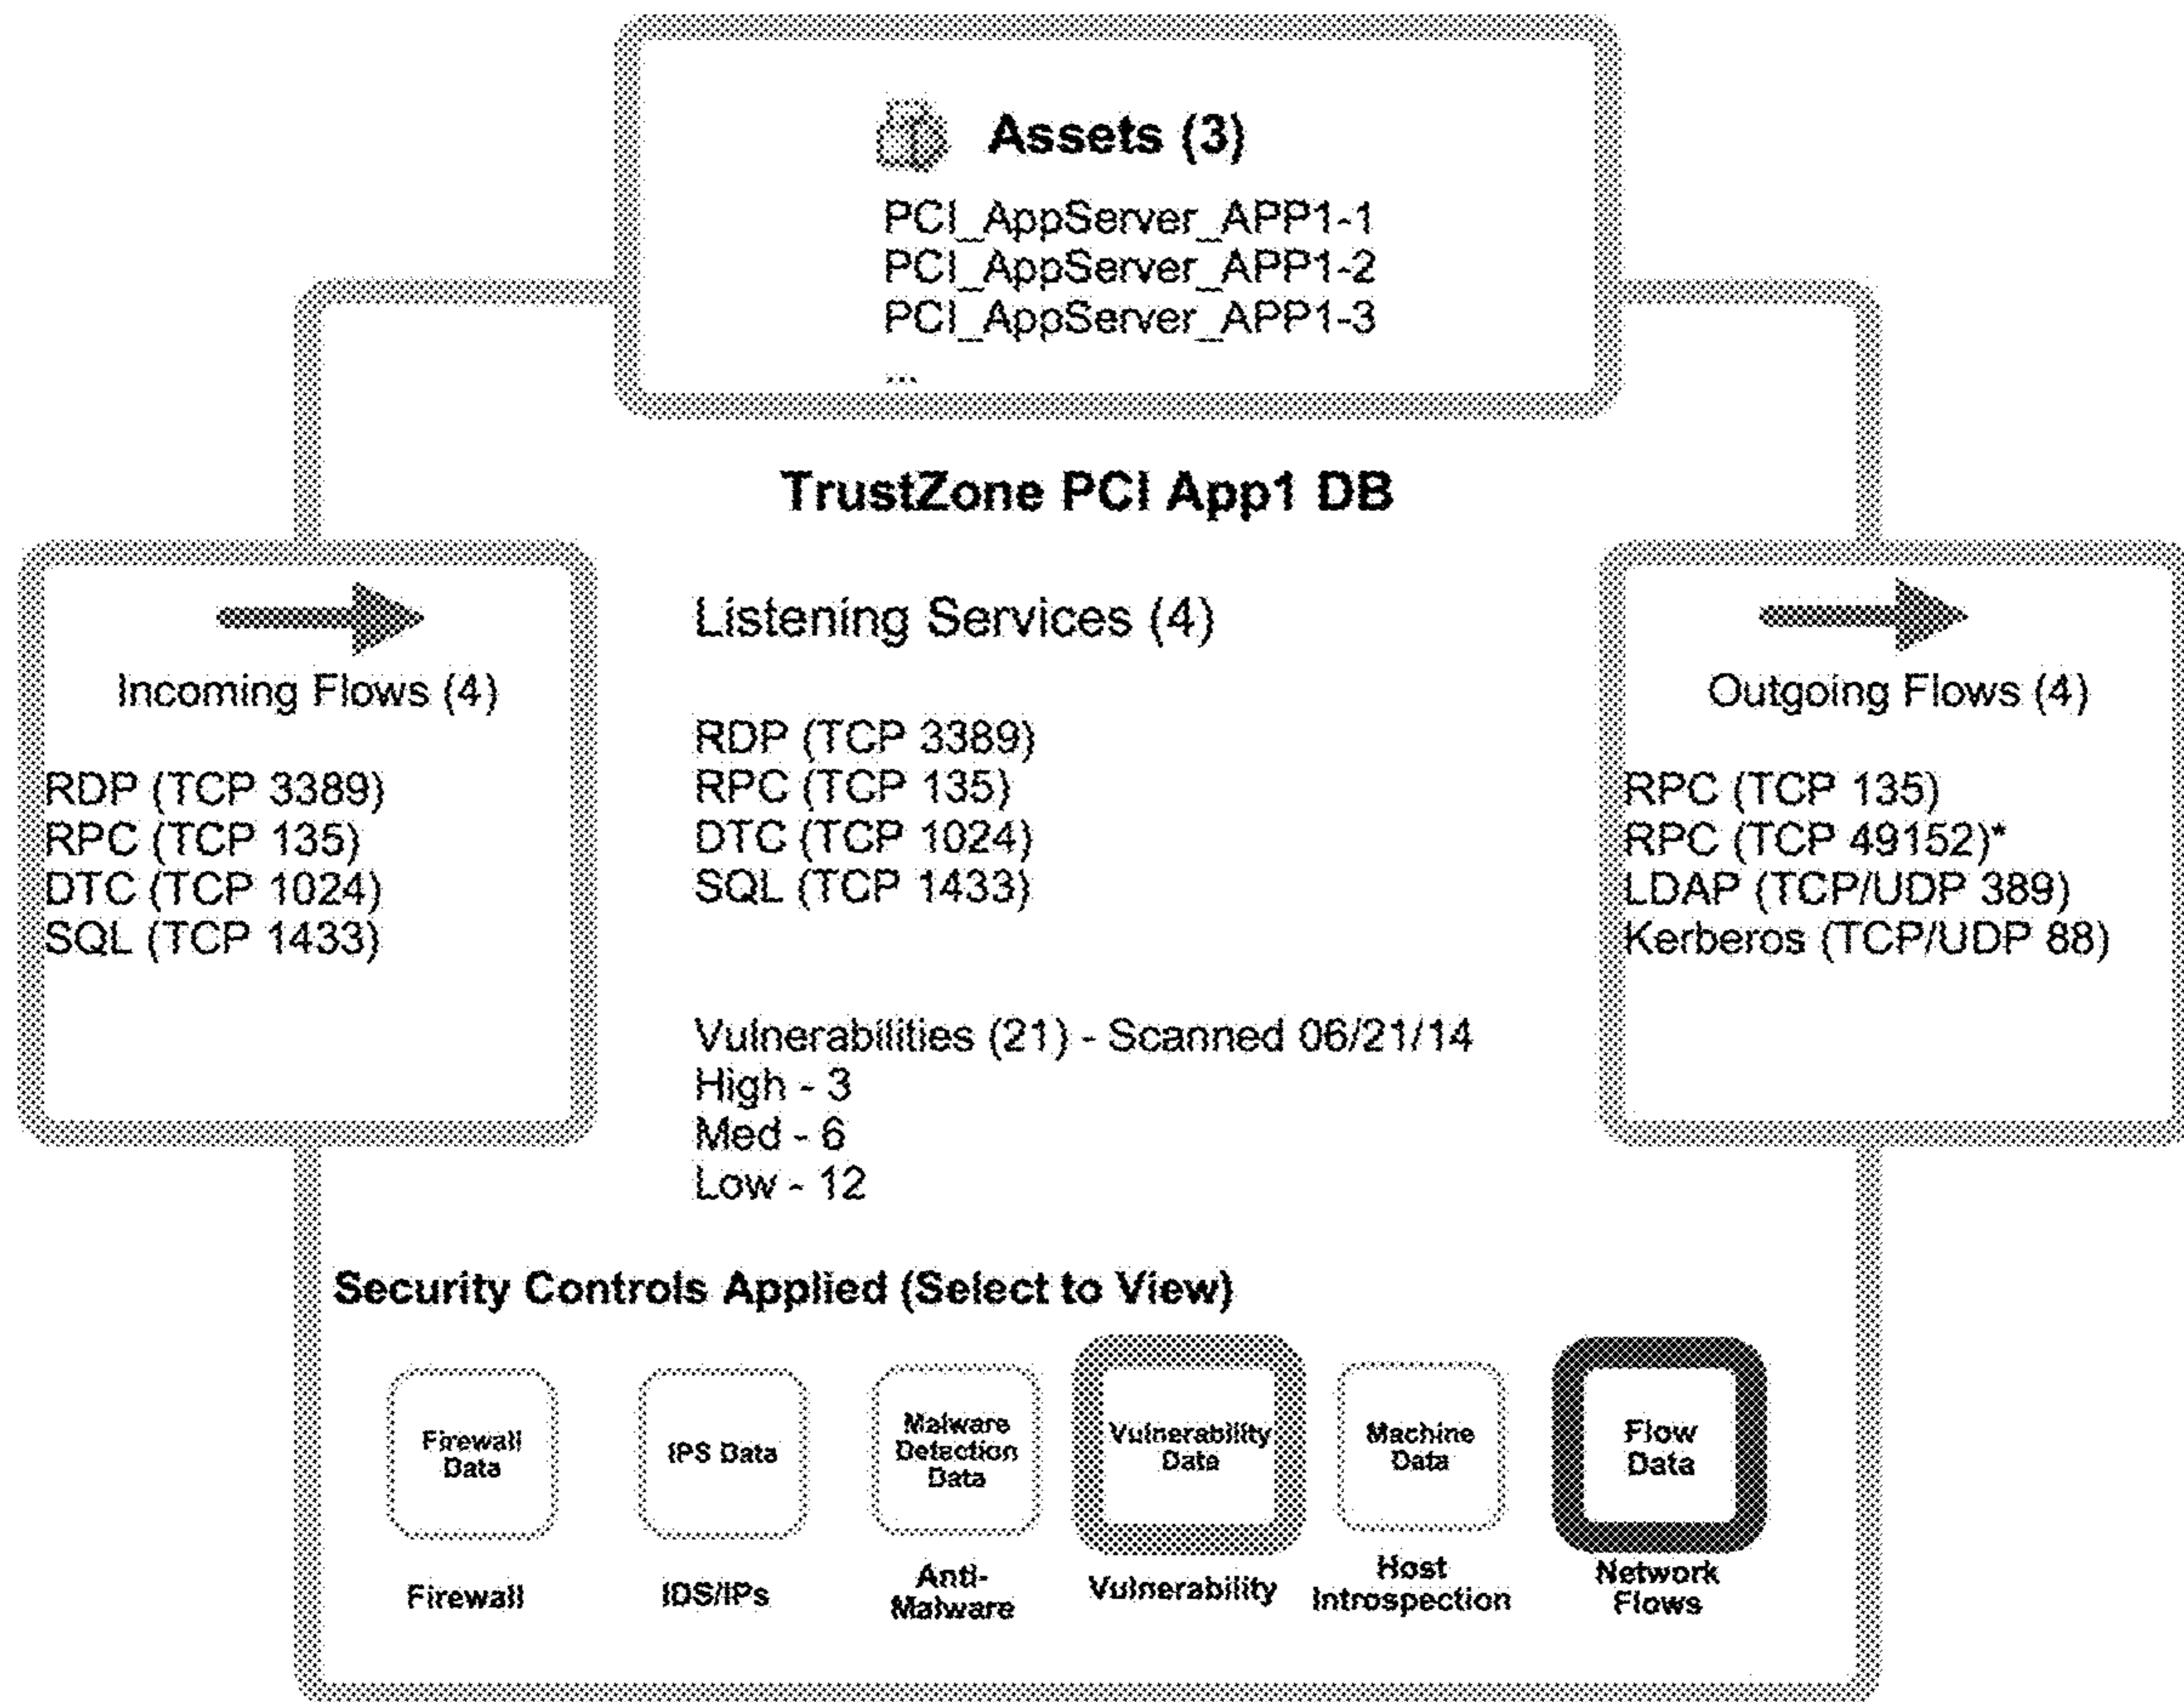 Assets (3)
PCI_AppServer_APP1-1
PCI_AppServer_APP1-2
PCI_AppServer_APP1-3
...
TrustZone PCI App1 DB
Incoming Flows (4)
RDP (TCP 3389)
RPC (TCP 135)
DTC (TCP 1024)
SQL (TCP 1433)
Listening Services (4)
RDP (TCP 3389)
RPC (TCP 135)
DTC (TCP 1024)
SQL (TCP 1433)
Vulnerabilities (21) - Scanned 06/21/14
High - 3
Med - 6
Low - 12
Outgoing Flows (4)
RPC (TCP 135)
RPC (TCP 49152)*
LDAP (TCP/UDP 389)
Kerberos (TCP/UDP 88)
Security Controls Applied (Select to View)
Firewall
Data
Firewall
IPS Data
IDS/IPs
Malware
Detection
Data
Anti-
Malware
Vulnerability
Data
Vulnerability
Machine
Data
Host
Introspection
Flow
Data
Network
Flows